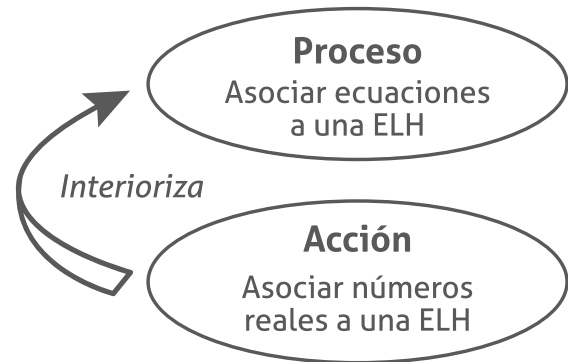 Proceso
Asociar ecuaciones
a una ELH
Interioriza
Acción
Asociar números
reales a una ELH